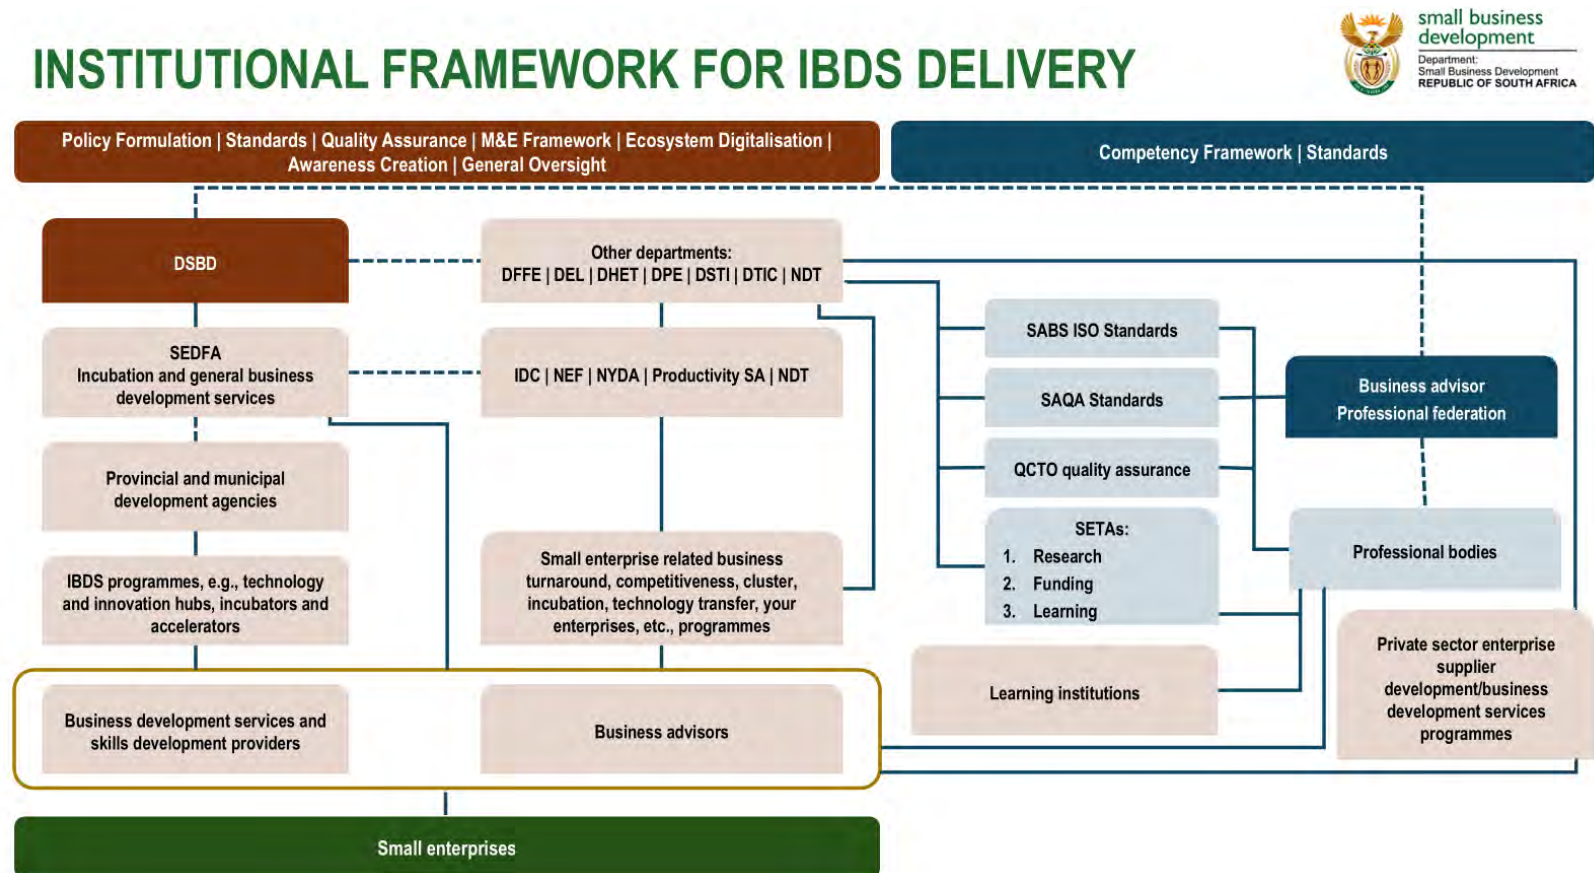 small business
development
Department:
Small Business Development
REPUBLIC OF SOUTH AFRICA
INSTITUTIONAL FRAMEWORK FOR IBDS DELIVERY
Policy Formulation | Standards | Quality Assurance | M&E Framework | Ecosystem Digitalisation |
Awareness Creation | General Oversight
Competency Framework | Standards
DSBD
Other departments:
DFFE | DEL | DHET | DPE | DSTI | DTIC | NDT
SEDFA
Incubation and general business
development services
IDC | NEF | NYDA | Productivity SA | NDT
Provincial and municipal
development agencies
IBDS programmes, e.g., technology
and innovation hubs, incubators and
accelerators
Small enterprise related business
turnaround, competitiveness, cluster,
incubation, technology transfer, your
enterprises, etc., programmes
SABS ISO Standards
SAQA Standards
QCTO quality assurance
SETAs:
1. Research
2. Funding
3. Learning
Business advisor
Professional federation
Professional bodies
Learning institutions
Private sector enterprise
supplier
development/business
development services
programmes
Business development services and
skills development providers
Business advisors
Small enterprises